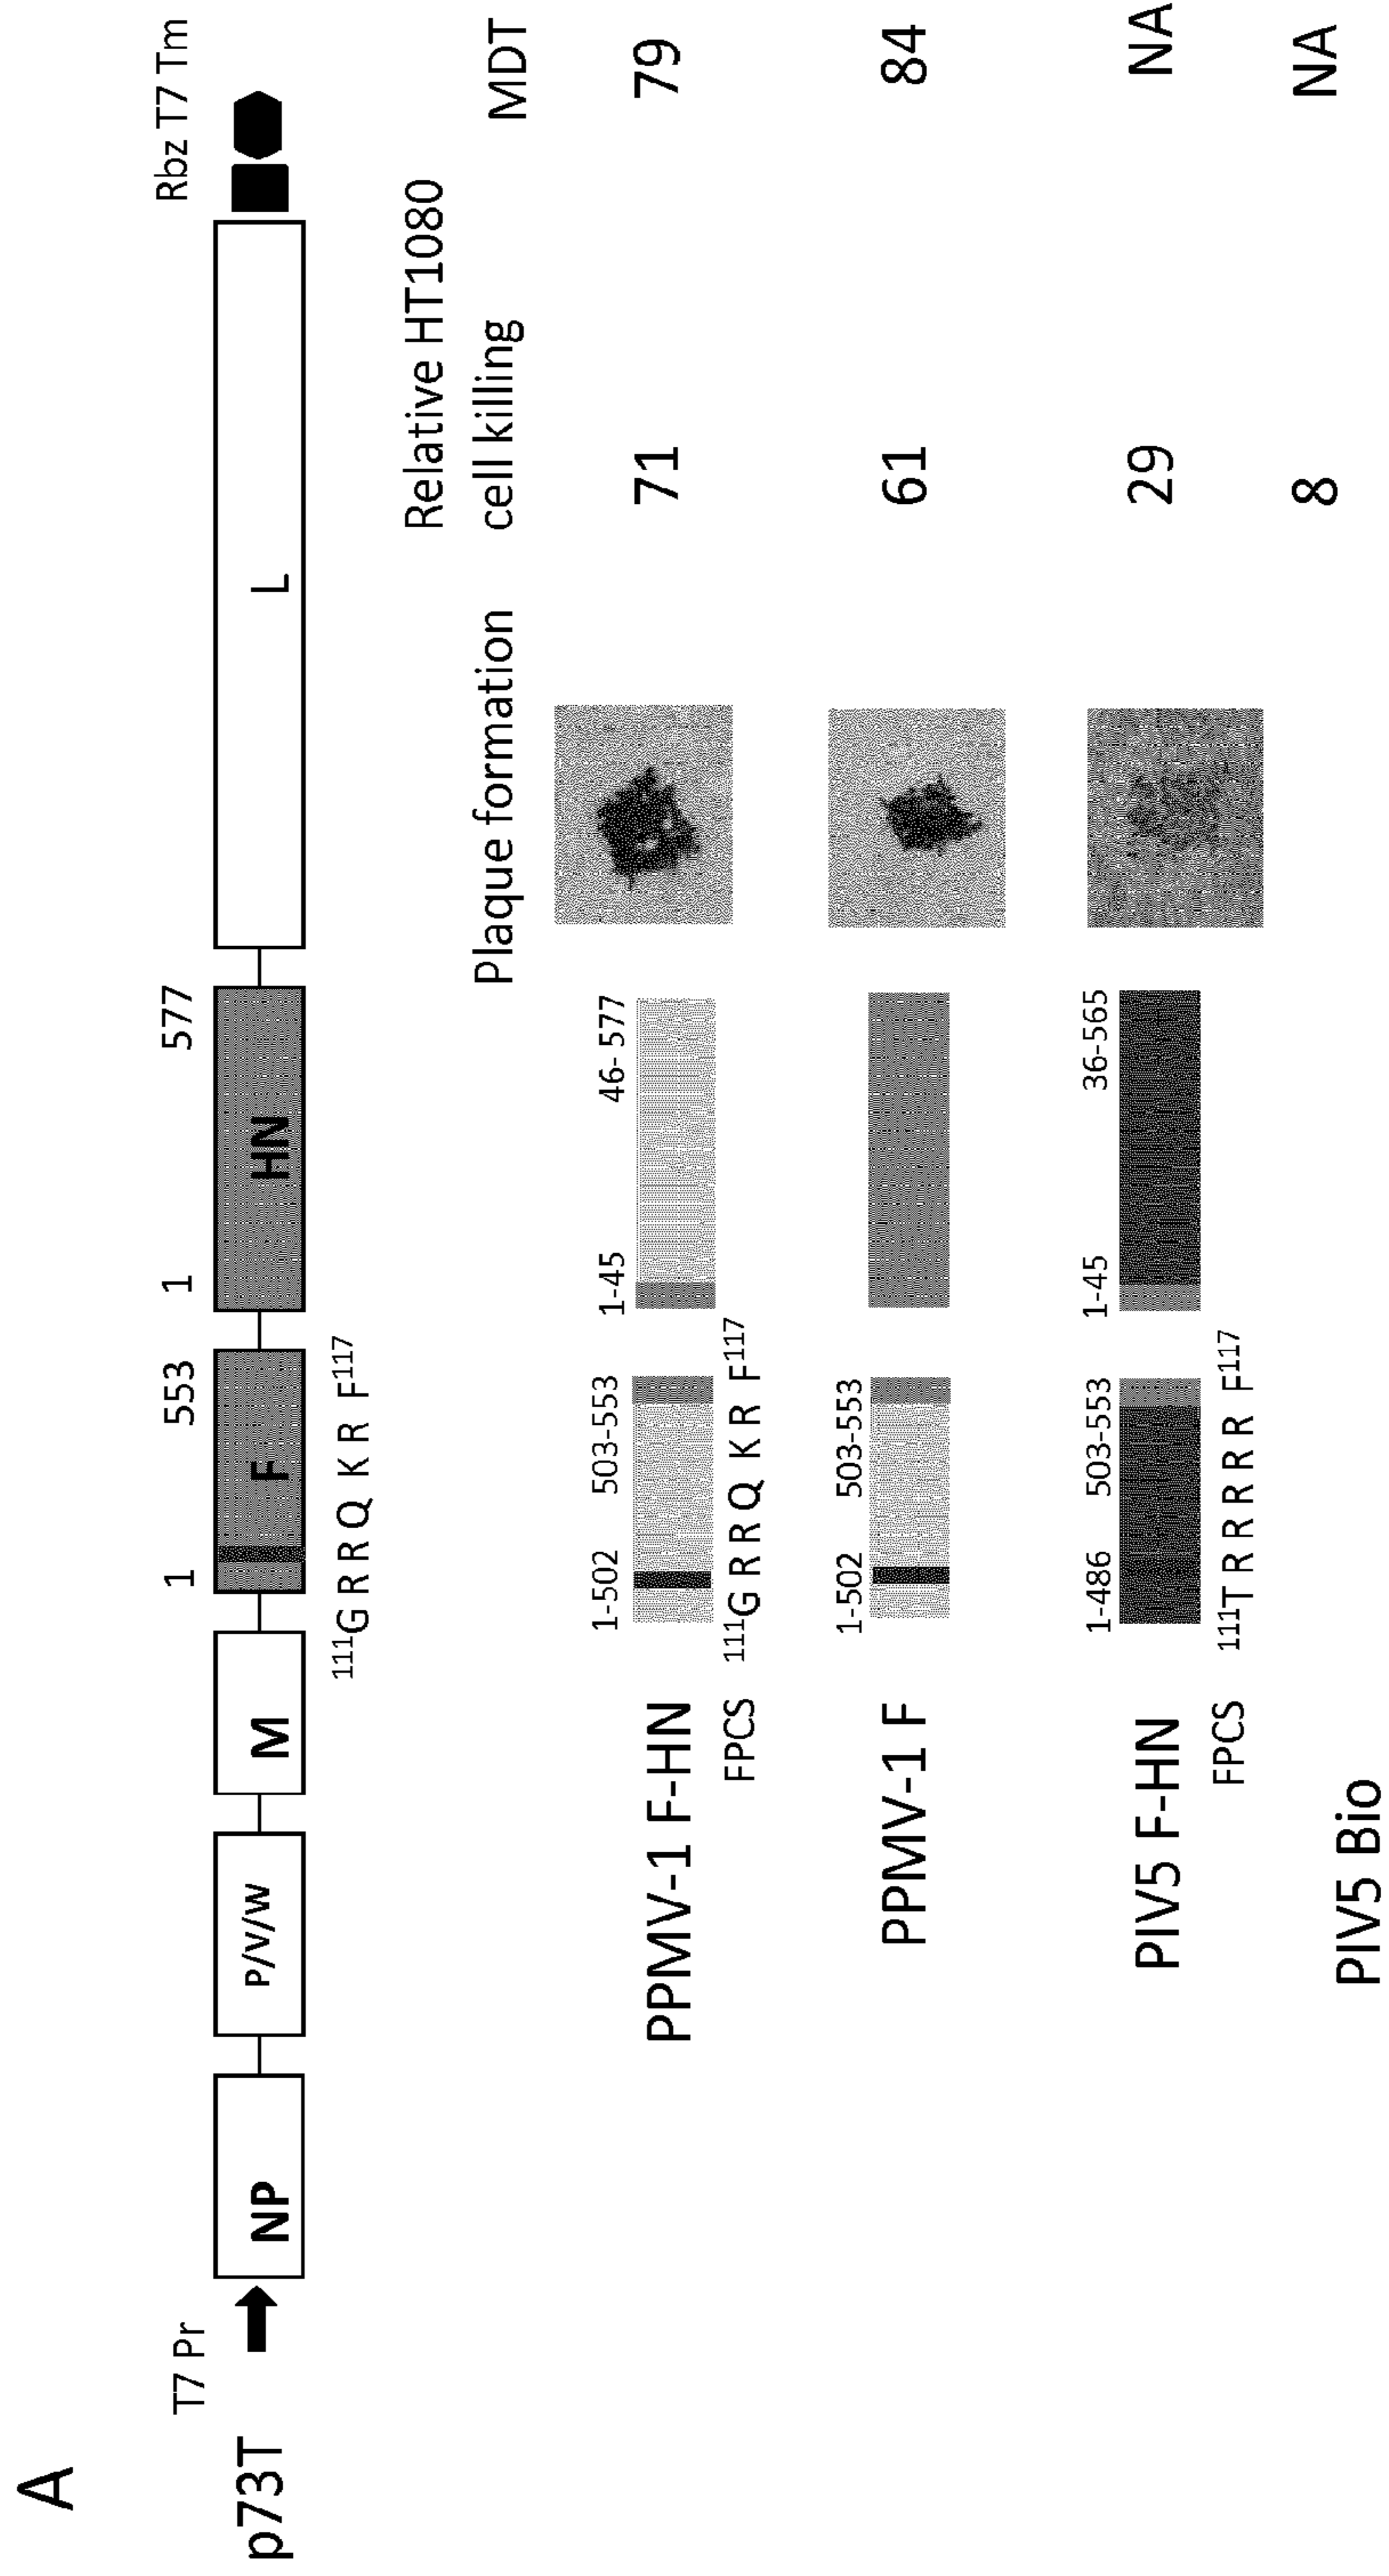 A
T7 Pr
Rbz T7 Tm
1 553
1 577
p73T
NP
P/V/W
M
F
HN
L
111G R R Q K R F117
Plaque formation
Relative HT1080
cell killing
MDT
1-502 503-553
1-45 46- 577
PPMV-1 F-HN
71
79
FPCS
111G R R Q K R F117
1-502 503-553
PPMV-1 F
61
84
1-486 503-553
1-45 36-565
PIV5 F-HN
29
NA
FPCS
111T R R R R R F117
PIV5 Bio
8
NA